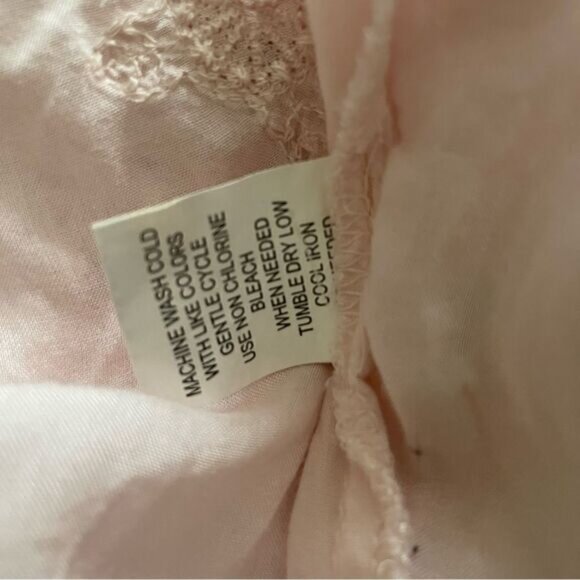 MACHINE WASH COLD
WITH LIKE COLORS
GENTLE CYCLE
USE NON CHLORINE
BLEACH
WHEN NEEDED
TUMBLE DRY LOW
COOL IRON